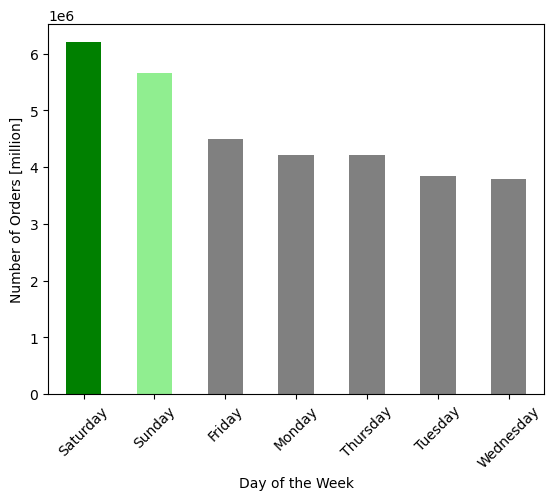 1e6
6
5
4
3
2
1
0
Number of Orders [million]
Saturday
Sunday
Friday
Monday
Thursday
Tuesday
Wednesday
Day of the Week